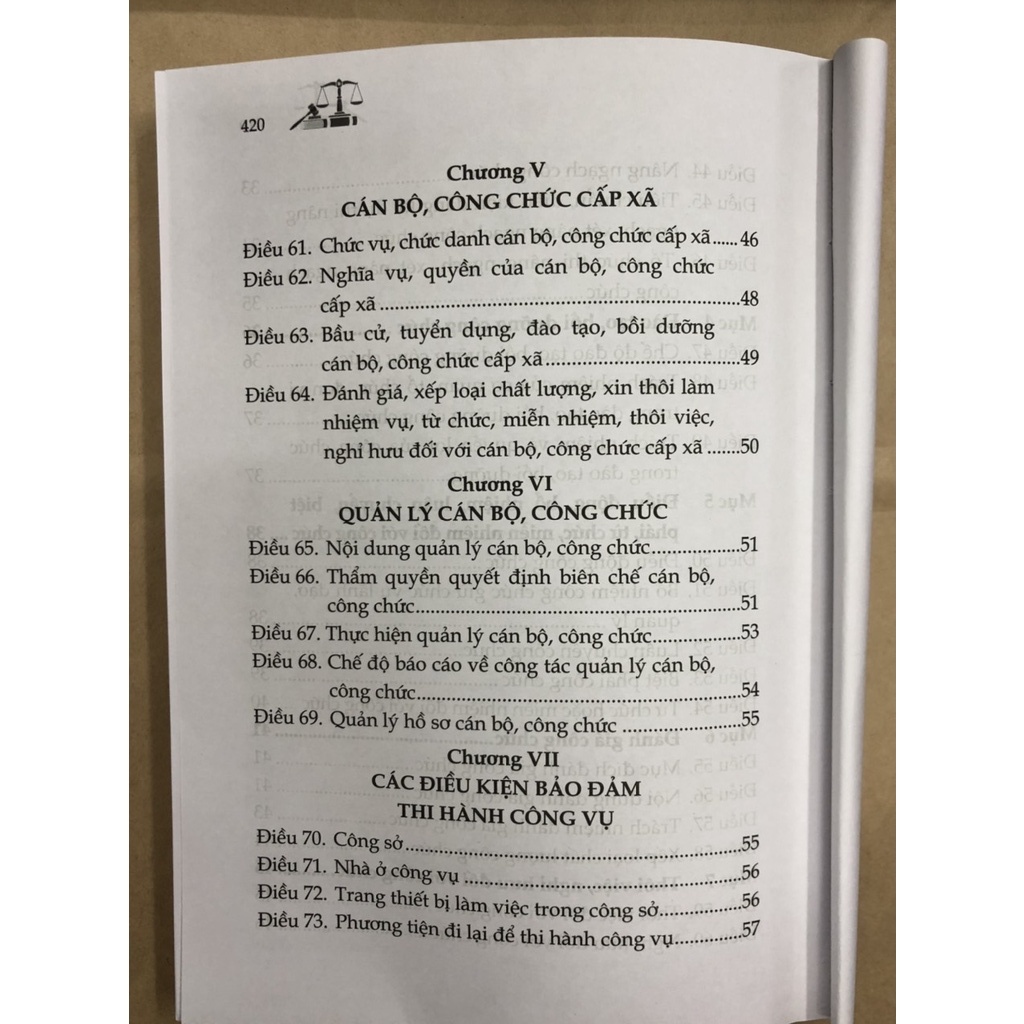 420
Chương V
CÁN BỘ, CÔNG CHỨC CẤP XÃ
Điều 61. Chức vụ, chức danh cán bộ, công chức cấp xã......46
Điều 62. Nghĩa vụ, quyền của cán bộ, công chức
cấp xã........................................................................48
Điều 63. Bầu cử, tuyển dụng, đào tạo, bồi dưỡng
cán bộ, công chức cấp xã.....................................49
Điều 64. Đánh giá, xếp loại chất lượng, xin thôi làm
nhiệm vụ, từ chức, miễn nhiệm, thôi việc,
nghỉ hưu đối với cán bộ, công chức cấp xã .......50
Chương VI
QUẢN LÝ CÁN BỘ, CÔNG CHỨC
Điều 65. Nội dung quản lý cán bộ, công chức..................51
Điều 66. Thẩm quyền quyết định biên chế cán bộ,
công chức..................................................................51
Điều 67. Thực hiện quản lý cán bộ, công chức..................53
Điều 68. Chế độ báo cáo về công tác quản lý cán bộ,
công chức..................................................................54
Điều 69. Quản lý hồ sơ cán bộ, công chức .......................55
Chương VII
CÁC ĐIỀU KIỆN BẢO ĐẢM
THI HÀNH CÔNG VỤ
Điều 70. Công sở....................................................................55
Điều 71. Nhà ở công vụ ........................................................56
Điều 72. Trang thiết bị làm việc trong công sở.................56
Điều 73. Phương tiện đi lại để thi hành công vụ..............57